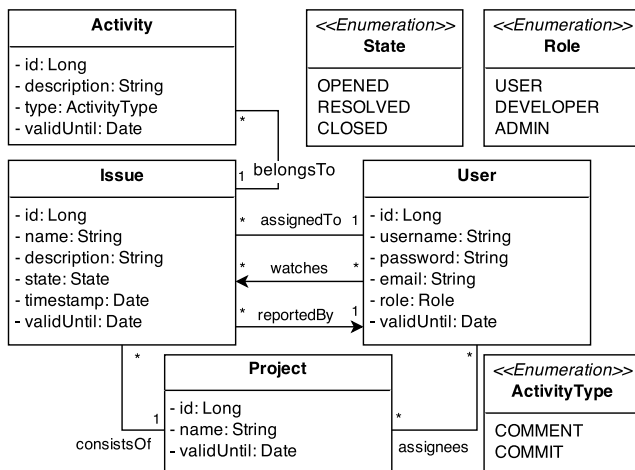 Activity
- id: Long
- description: String
- type: ActivityType
- validUntil: Date
<<Enumeration>>
State
OPENED
RESOLVED
CLOSED
<<Enumeration>>
Role
USER
DEVELOPER
ADMIN
*
1
belongsTo
Issue
- id: Long
- name: String
- description: String
- state: State
- timestamp: Date
- validUntil: Date
* assignedTo 1
* watches *
* reportedBy 1
User
- id: Long
- username: String
- password: String
- email: String
- role: Role
- validUntil: Date
*
1
consistsOf
Project
- id: Long
- name: String
- validUntil: Date
*
*
assignees
<<Enumeration>>
ActivityType
COMMENT
COMMIT